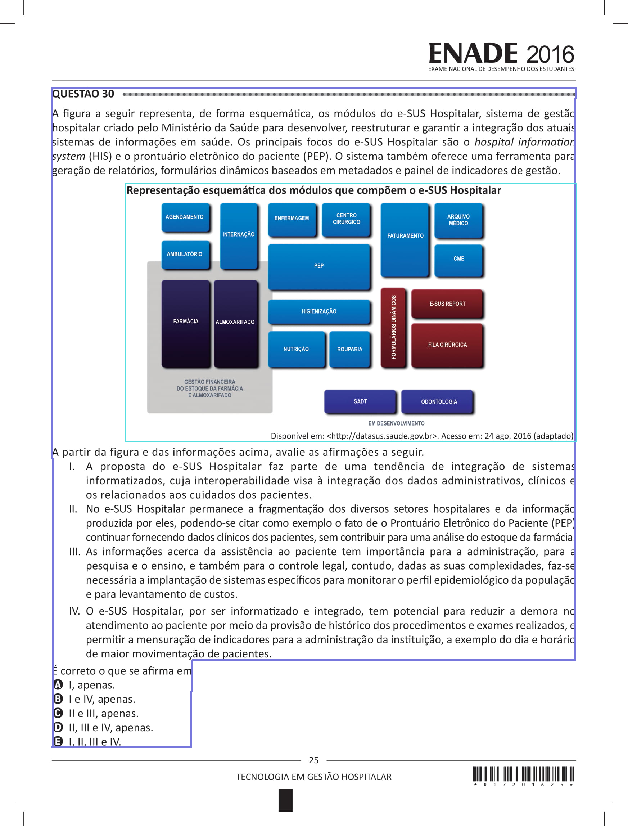 ENADE 2016
EXAME NACIONAL DE DESEMPENHO DOS ESTUDANTES
QUESTÃO 30
A figura a seguir representa, de forma esquemática, os módulos do e-SUS Hospitalar, sistema de gestão
hospitalar criado pelo Ministério da Saúde para desenvolver, reestruturar e garantir a integração dos atuais
sistemas de informações em saúde. Os principais focos do e-SUS Hospitalar são o hospital information
system (HIS) e o prontuário eletrônico do paciente (PEP). O sistema também oferece uma ferramenta para
geração de relatórios, formulários dinâmicos baseados em metadados e painel de indicadores de gestão.
Representação esquemática dos módulos que compõem o e-SUS Hospitalar
AGENDAMENTO
INTERNAÇÃO
ENFERMAGEM
CENTRO
CIRÚRGICO
FATURAMENTO
ARQUIVO
MÉDICO
AMBULATÓRIO
PEP
CME
FARMÁCIA
ALMOXARIFADO
HIGIENIZAÇÃO
FORMULÁRIOS DINÂMICOS
E-SUS REPORT
NUTRIÇÃO
ROUPARIA
FILA CIRÚRGICA
GESTÃO FINANCEIRA
DO ESTOQUE DA FARMÁCIA
E ALMOXARIFADO
SADT
ODONTOLOGIA
EM DESENVOLVIMENTO
Disponível em: <http://datasus.saude.gov.br>. Acesso em: 24 ago. 2016 (adaptado)
A partir da figura e das informações acima, avalie as afirmações a seguir.
I. A proposta do e-SUS Hospitalar faz parte de uma tendência de integração de sistemas
informatizados, cuja interoperabilidade visa à integração dos dados administrativos, clínicos e
os relacionados aos cuidados dos pacientes.
II. No e-SUS Hospitalar permanece a fragmentação dos diversos setores hospitalares e da informação
produzida por eles, podendo-se citar como exemplo o fato de o Prontuário Eletrônico do Paciente (PEP)
continuar fornecendo dados clínicos dos pacientes, sem contribuir para uma análise do estoque da farmácia.
III. As informações acerca da assistência ao paciente tem importância para a administração, para a
pesquisa e o ensino, e também para o controle legal, contudo, dadas as suas complexidades, faz-se
necessária a implantação de sistemas específicos para monitorar o perfil epidemiológico da população
e para levantamento de custos.
IV. O e-SUS Hospitalar, por ser informatizado e integrado, tem potencial para reduzir a demora no
atendimento ao paciente por meio da provisão de histórico dos procedimentos e exames realizados, e
permitir a mensuração de indicadores para a administração da instituição, a exemplo do dia e horário
de maior movimentação de pacientes.
É correto o que se afirma em
A I, apenas.
B I e IV, apenas.
C II e III, apenas.
D II, III e IV, apenas.
E I, II, III e IV.
25
TECNOLOGIA EM GESTÃO HOSPITALAR